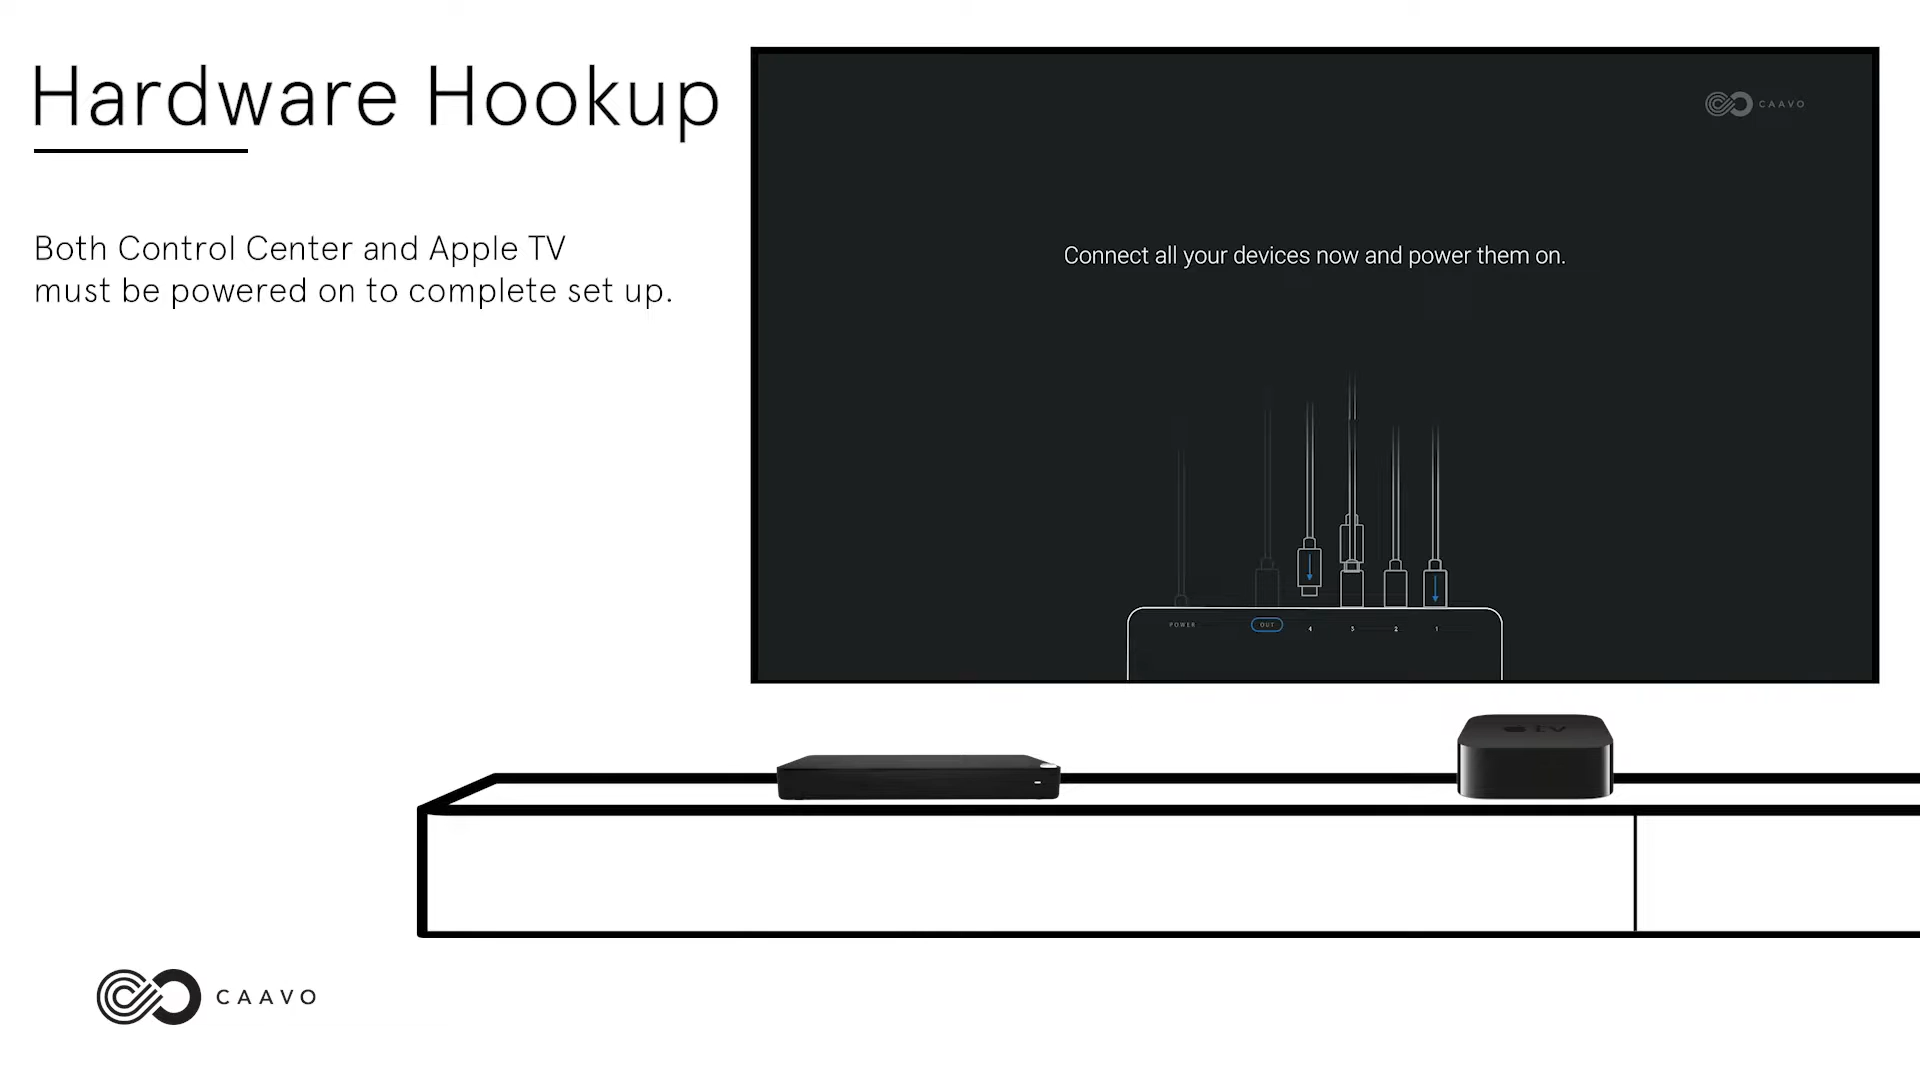 Hardware Hookup
Both Control Center and Apple TV
must be powered on to complete set up.
CAAVO
Connect all your devices now and power them on.
POWER OUT 4 3 2 1
tv
CAAVO